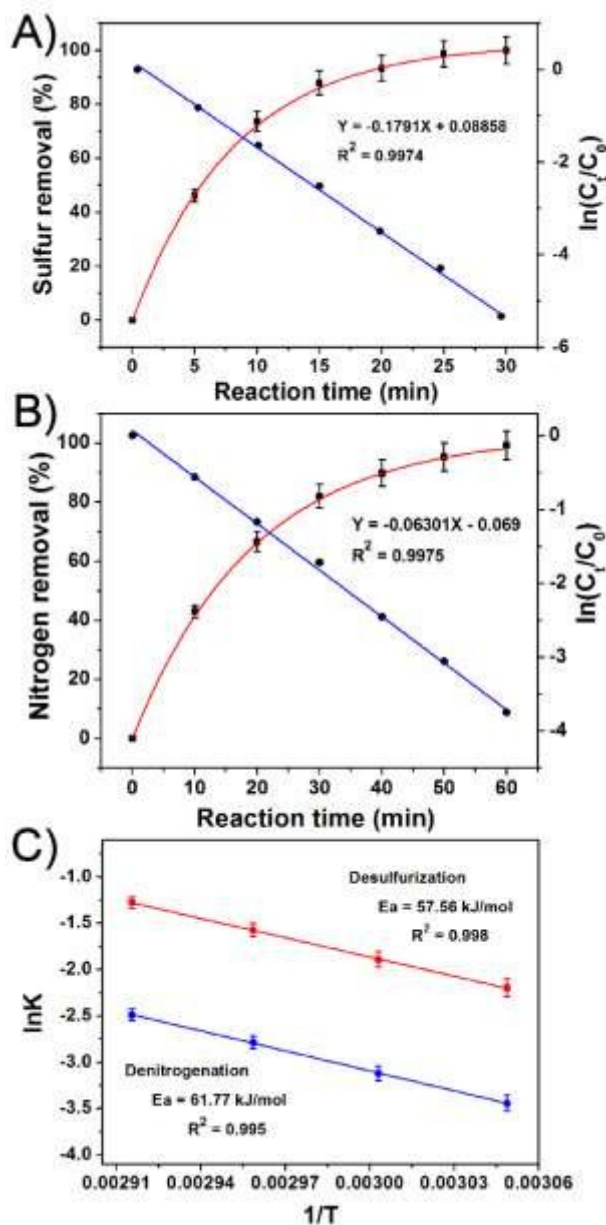 A)
Sulfur removal (%)
100
80
60
40
20
0
0
-2
-4
-6
ln(Ct/C0)
Y = -0.1791X + 0.08858
R² = 0.9974
0 5 10 15 20 25 30
Reaction time (min)
B)
Nitrogen removal (%)
100
80
60
40
20
0
0
-1
-2
-3
-4
ln(Ct/C0)
Y = -0.06301X - 0.069
R² = 0.9975
0 10 20 30 40 50 60
Reaction time (min)
C)
lnK
-1.0
-1.5
-2.0
-2.5
-3.0
-3.5
-4.0
Desulfurization
Ea = 57.56 kJ/mol
R² = 0.998
Denitrogenation
Ea = 61.77 kJ/mol
R² = 0.995
0.00291 0.00294 0.00297 0.00300 0.00303 0.00306
1/T